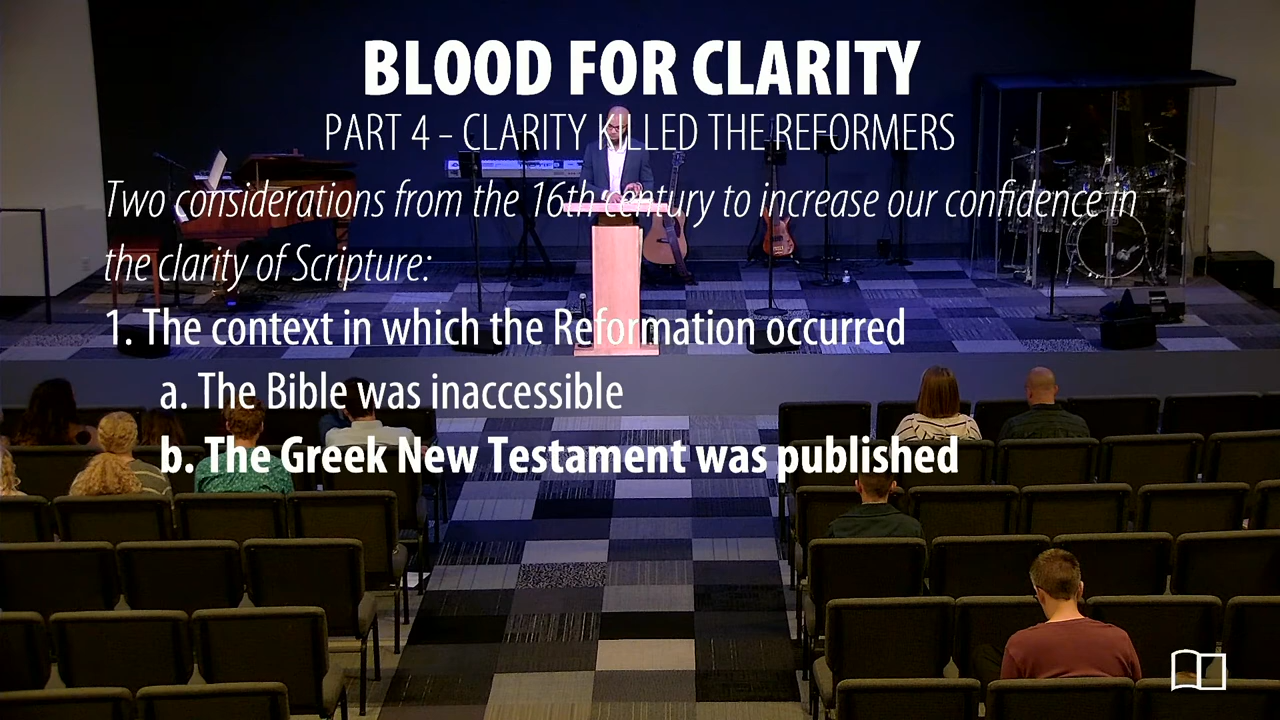 BLOOD FOR CLARITY
PART 4 – CLARITY KILLED THE REFORMERS
Two considerations from the 16th century to increase our confidence in
the clarity of Scripture:
1. The context in which the Reformation occurred
a. The Bible was inaccessible
b. The Greek New Testament was published